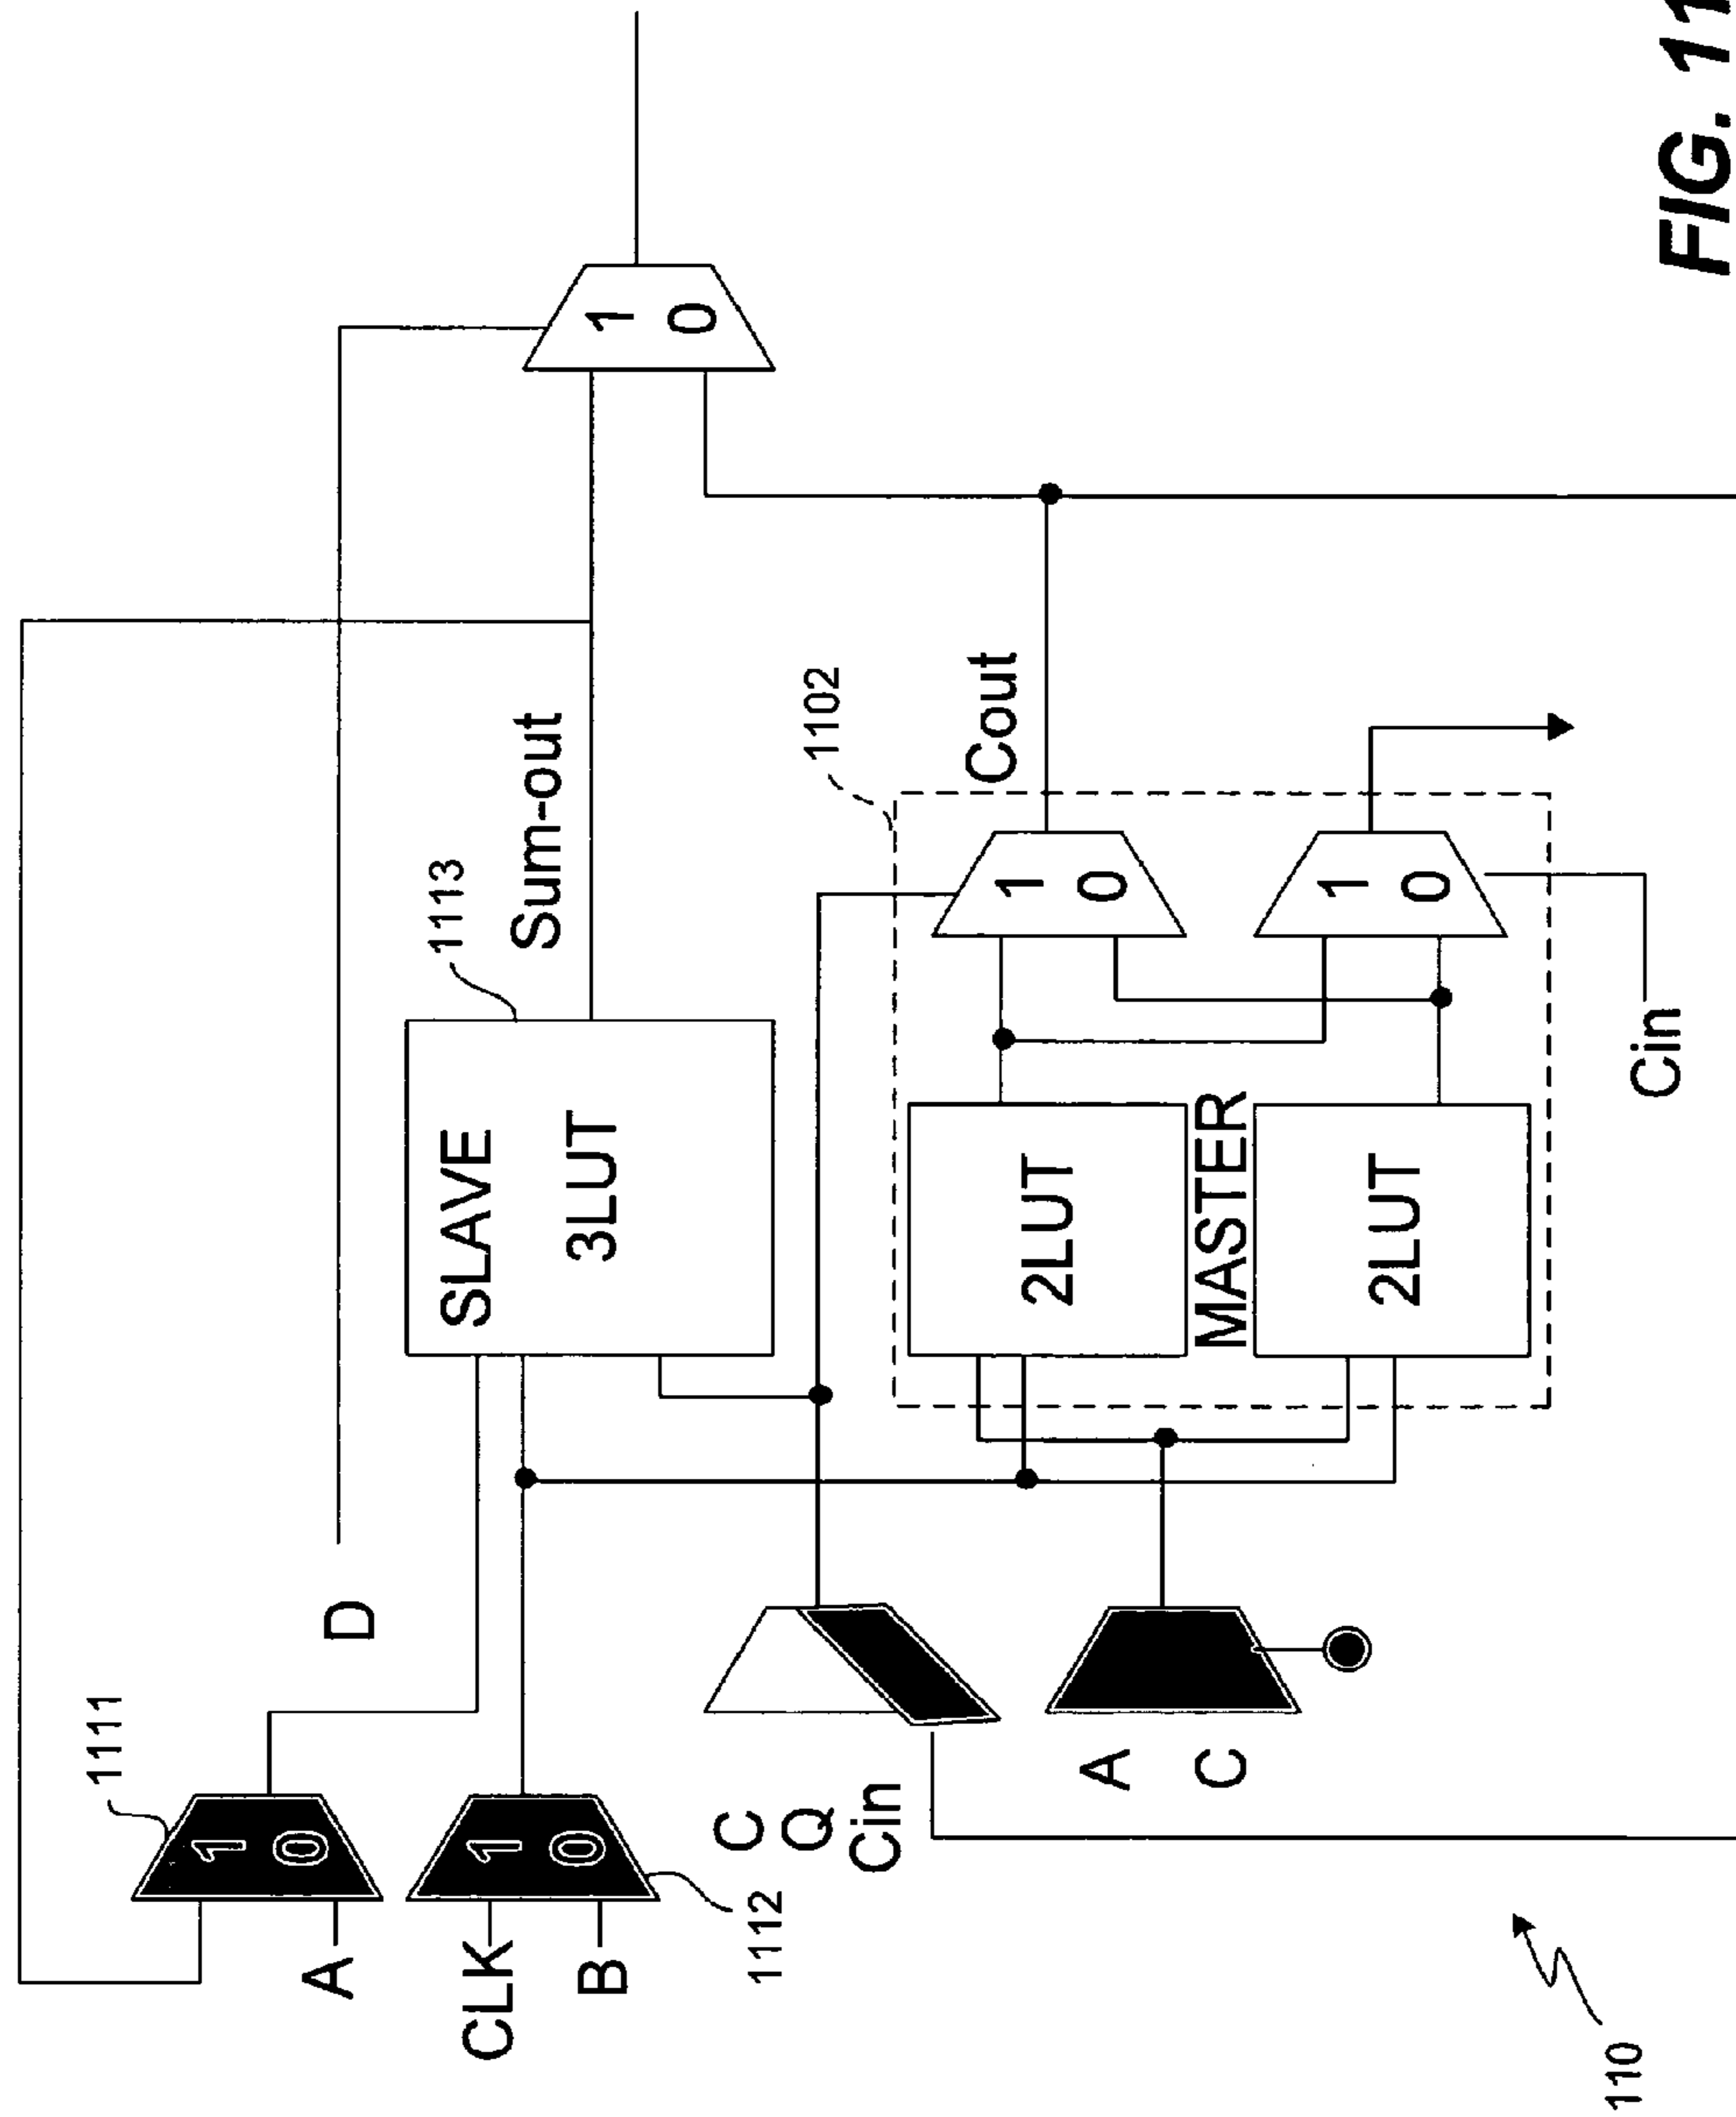 1111
1 0
A
D
CLK
B
1 0
1112
SLAVE
3LUT
1113
Sum-out
1 0
C
Q
Cin
1102
Cout
A
C
2LUT
MASTER
2LUT
1 0
1 0
Cin
110
FIG. 11